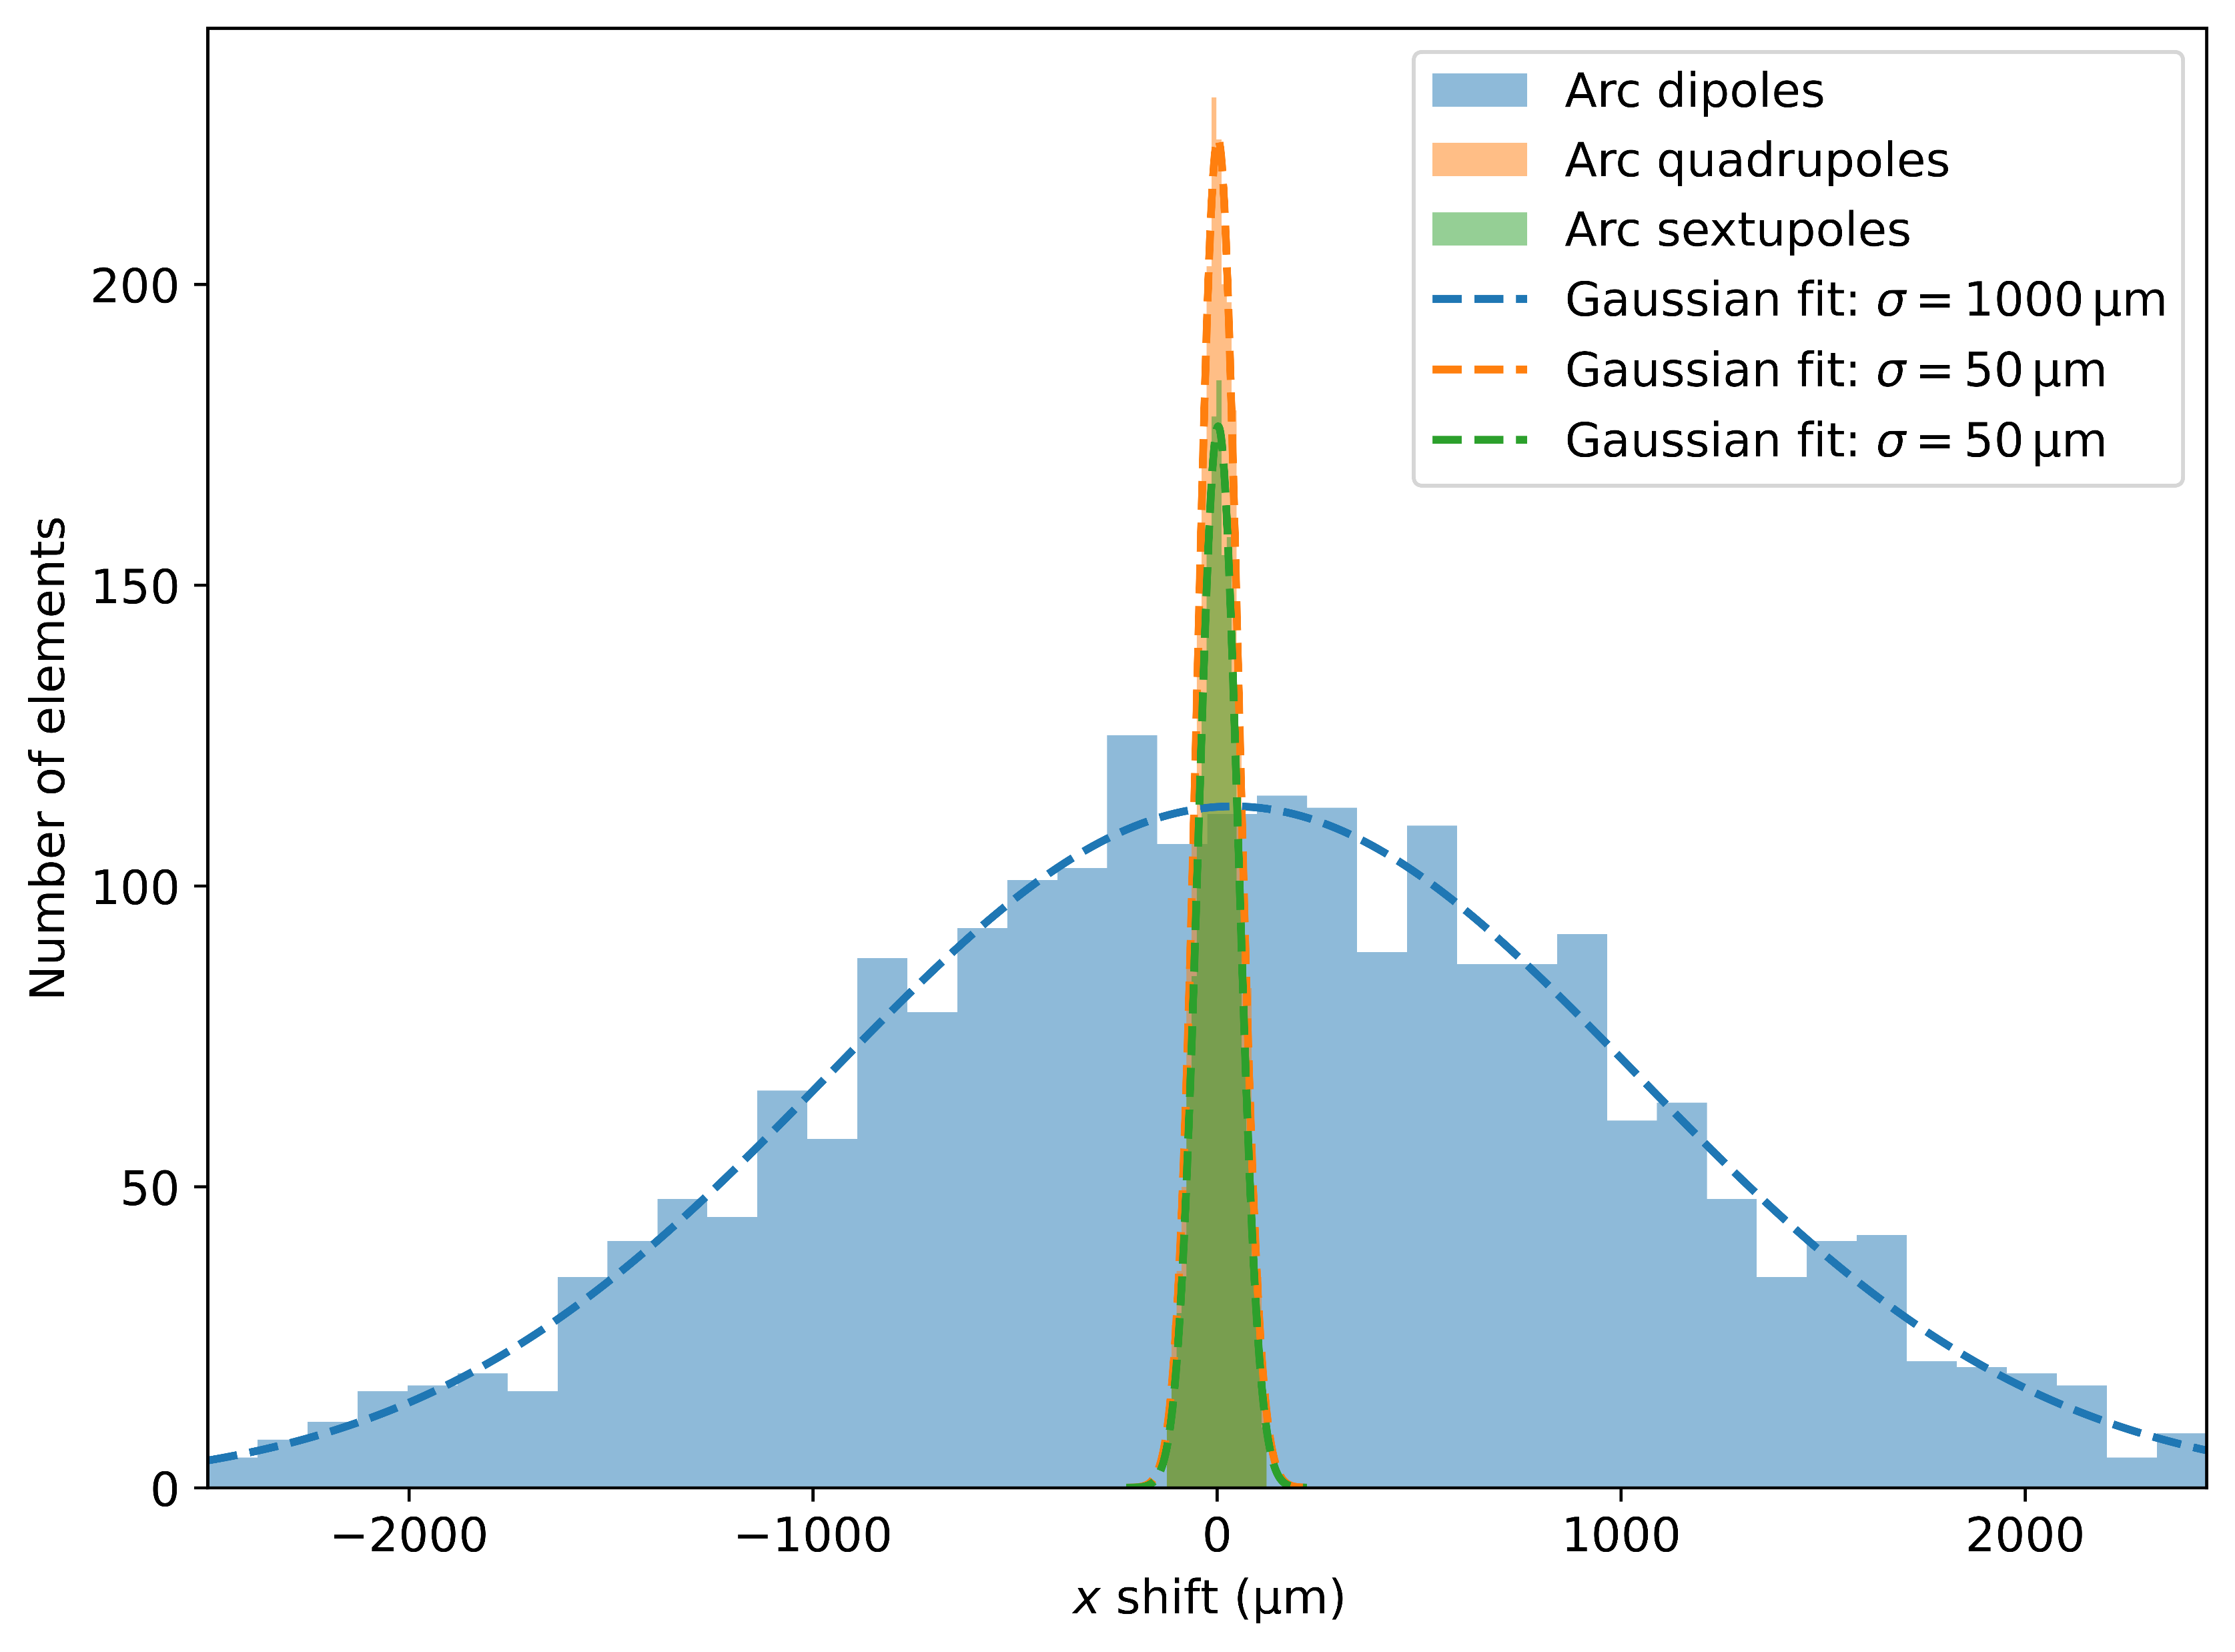 Arc dipoles
Arc quadrupoles
Arc sextupoles
Gaussian fit: σ = 1000 μm
Gaussian fit: σ = 50 μm
Gaussian fit: σ = 50 μm
Number of elements
200
150
100
50
0
−2000 −1000 0 1000 2000
x shift (μm)